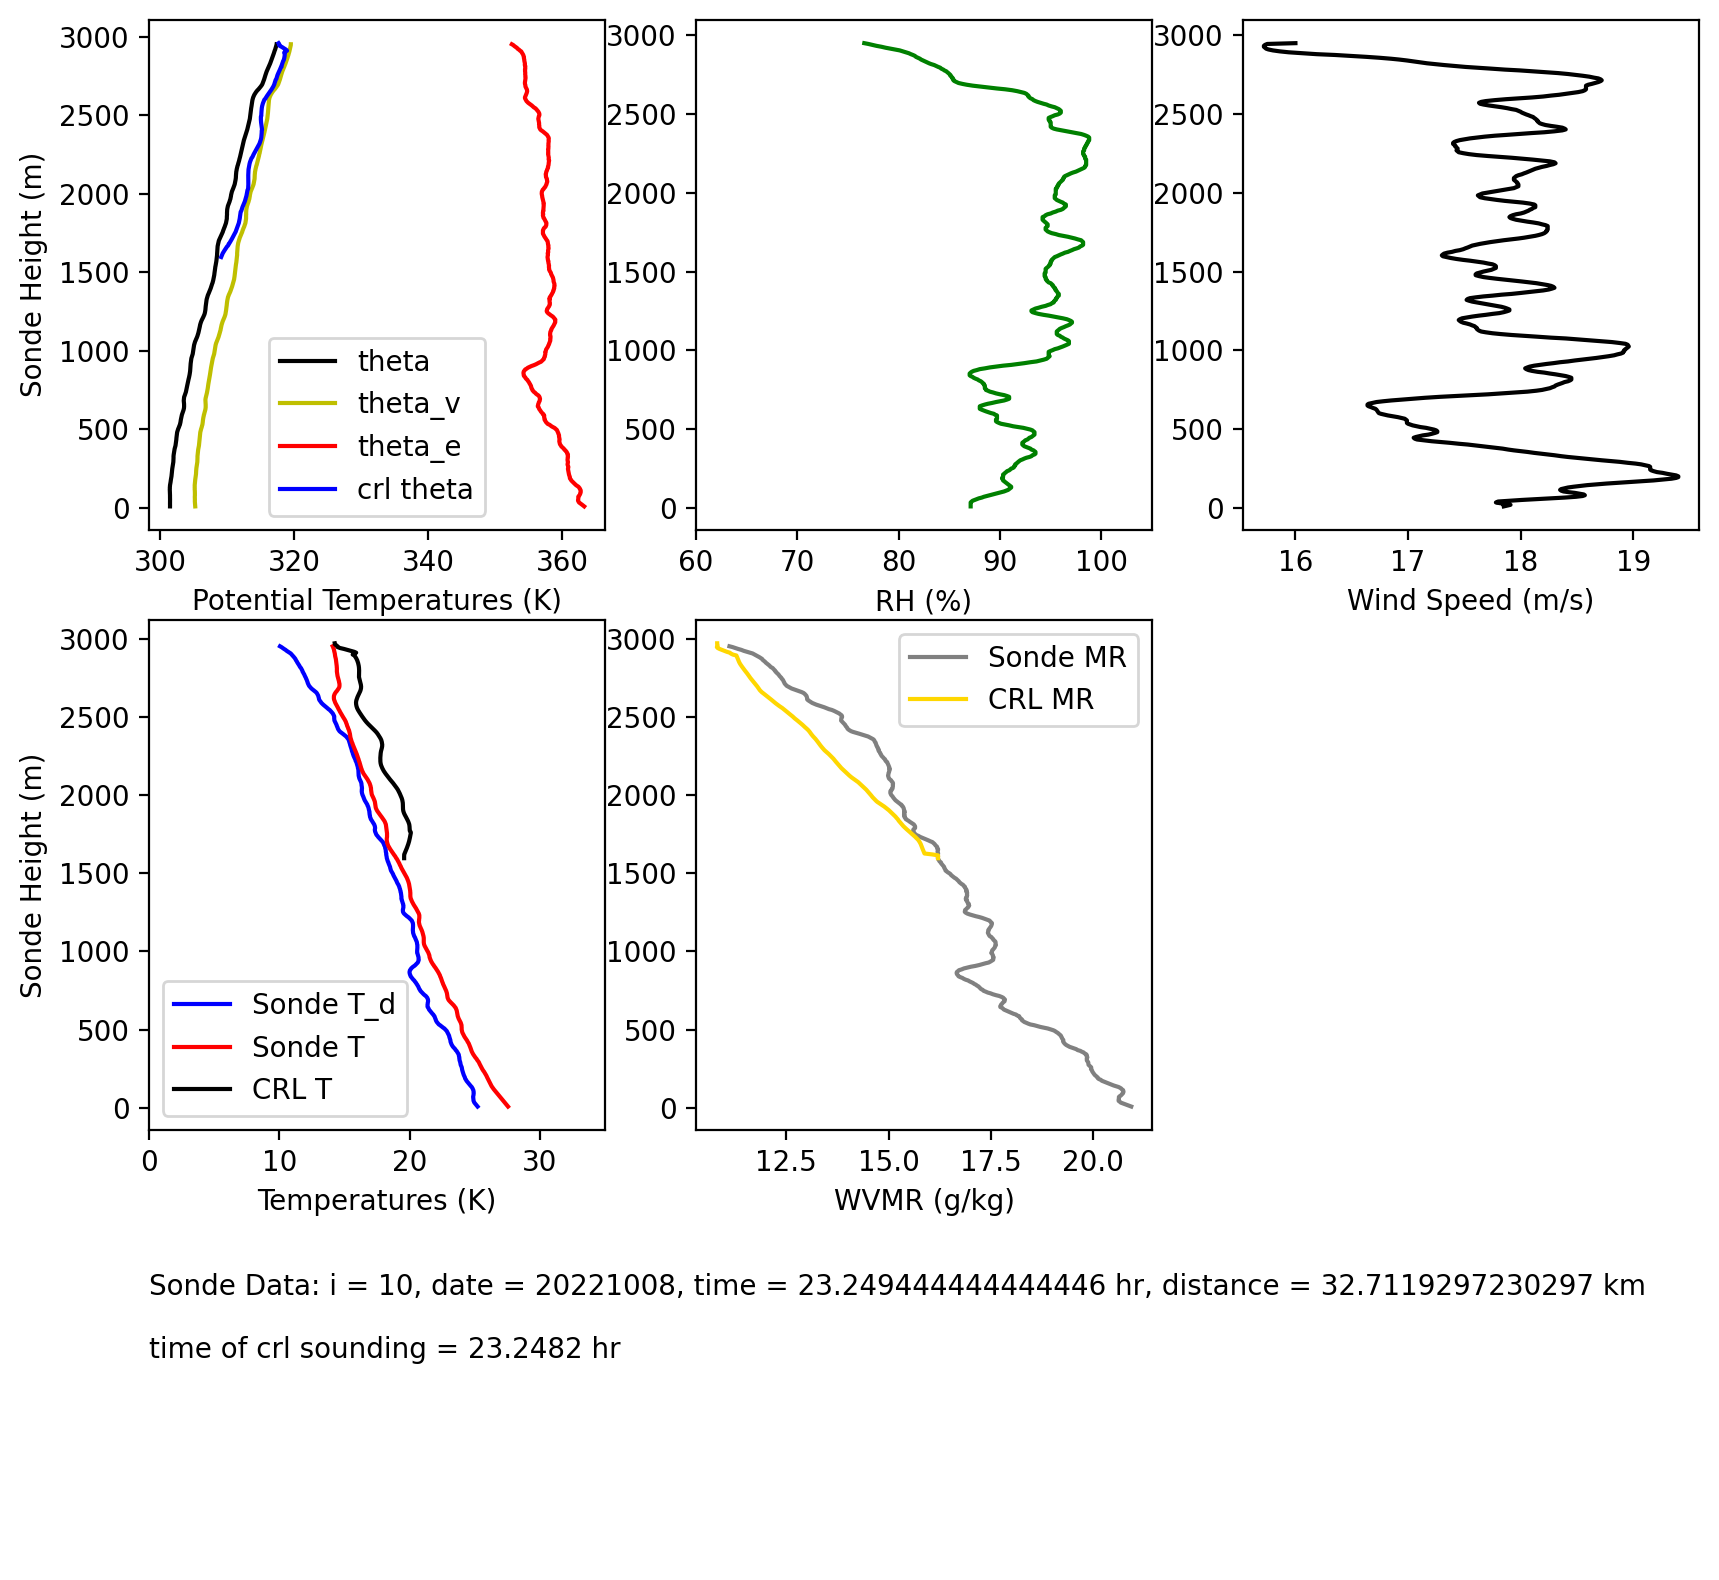 3000
2500
2000
1500
1000
500
0
Sonde Height (m)
300 320 340 360
Potential Temperatures (K)
theta
theta_v
theta_e
crl theta
3000
2500
2000
1500
1000
500
0
60 70 80 90 100
RH (%)
3000
2500
2000
1500
1000
500
0
16 17 18 19
Wind Speed (m/s)
3000
2500
2000
1500
1000
500
0
Sonde Height (m)
0 10 20 30
Temperatures (K)
Sonde T_d
Sonde T
CRL T
3000
2500
2000
1500
1000
500
0
12.5 15.0 17.5 20.0
WVMR (g/kg)
Sonde MR
CRL MR
Sonde Data: i = 10, date = 20221008, time = 23.249444444444446 hr, distance = 32.7119297230297 km
time of crl sounding = 23.2482 hr